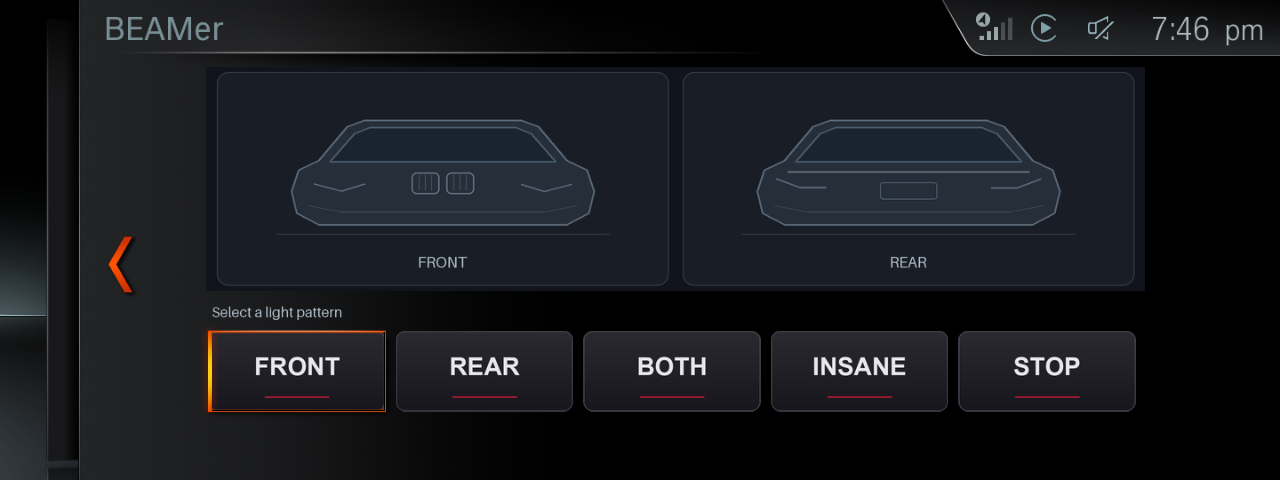 BEAMer
7:46 pm
FRONT
REAR
Select a light pattern
FRONT
REAR
BOTH
INSANE
STOP